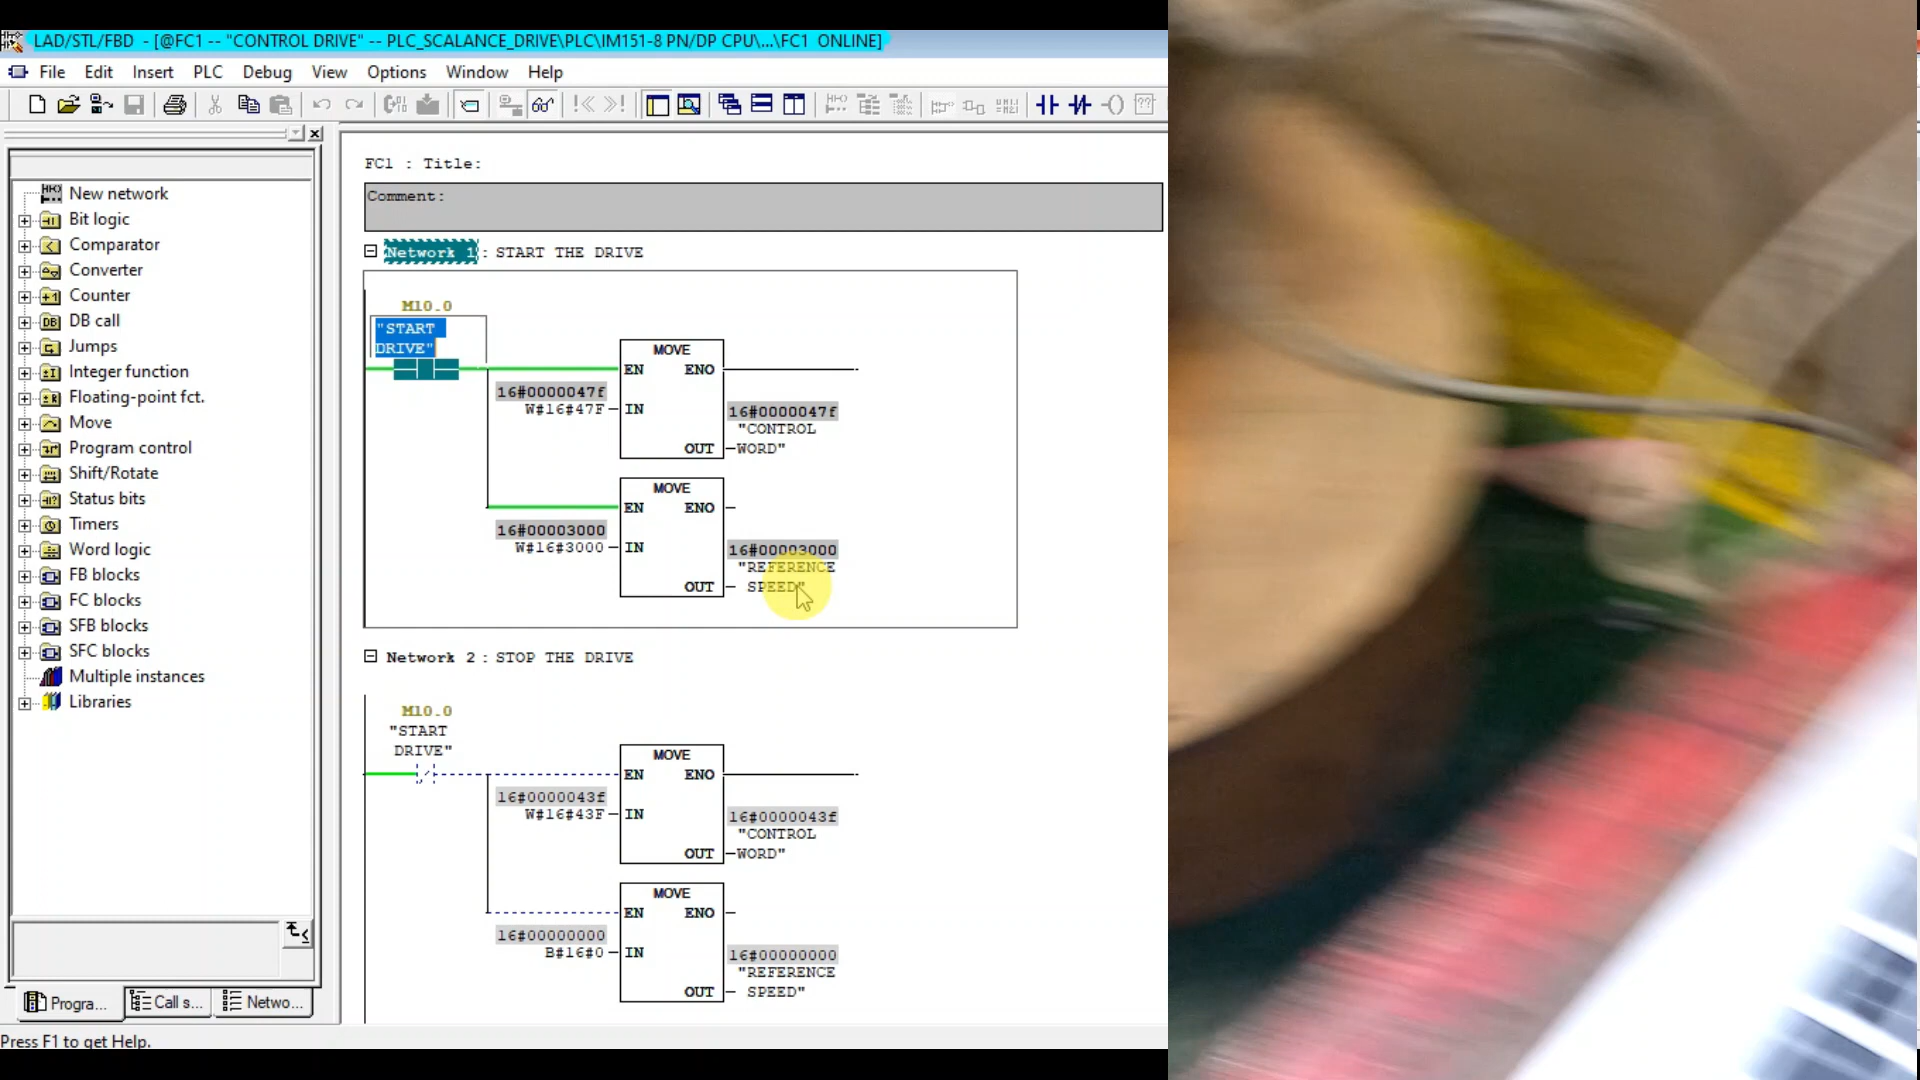 LAD/STL/FBD - [@FC1 -- "CONTROL DRIVE" -- PLC_SCALANCE_DRIVE\PLC\IM151-8 PN/DP CPU\...\FC1 ONLINE]
File Edit Insert PLC Debug View Options Window Help
New network
Bit logic
Comparator
Converter
Counter
DB call
Jumps
Integer function
Floating-point fct.
Move
Program control
Shift/Rotate
Status bits
Timers
Word logic
FB blocks
FC blocks
SFB blocks
SFC blocks
Multiple instances
Libraries
Progra...
Call s...
Netwo...
Press F1 to get Help.
FC1 : Title:
Comment:
Network 1 : START THE DRIVE
M10.0
"START
DRIVE"
MOVE
EN ENO
16#0000047f
W#16#47F IN
16#0000047f
"CONTROL
OUT WORD"
MOVE
EN ENO
16#00003000
W#16#3000 IN
16#00003000
"REFERENCE
OUT SPEED"
Network 2 : STOP THE DRIVE
M10.0
"START
DRIVE"
MOVE
EN ENO
16#0000043f
W#16#43F IN
16#0000043f
"CONTROL
OUT WORD"
MOVE
EN ENO
16#00000000
B#16#0 IN
16#00000000
"REFERENCE
OUT SPEED"